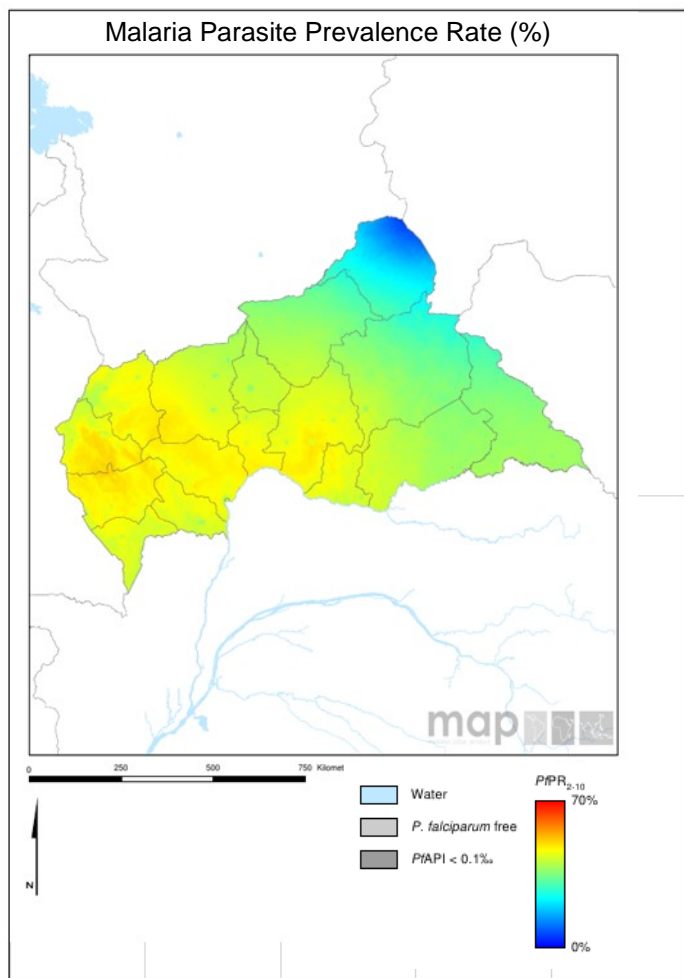 Malaria Parasite Prevalence Rate (%)
map
0 250 500 750 Kilomet
Water
P. falciparum free
PfAPI < 0.1‰
PfPR2-10
70%
0%
N